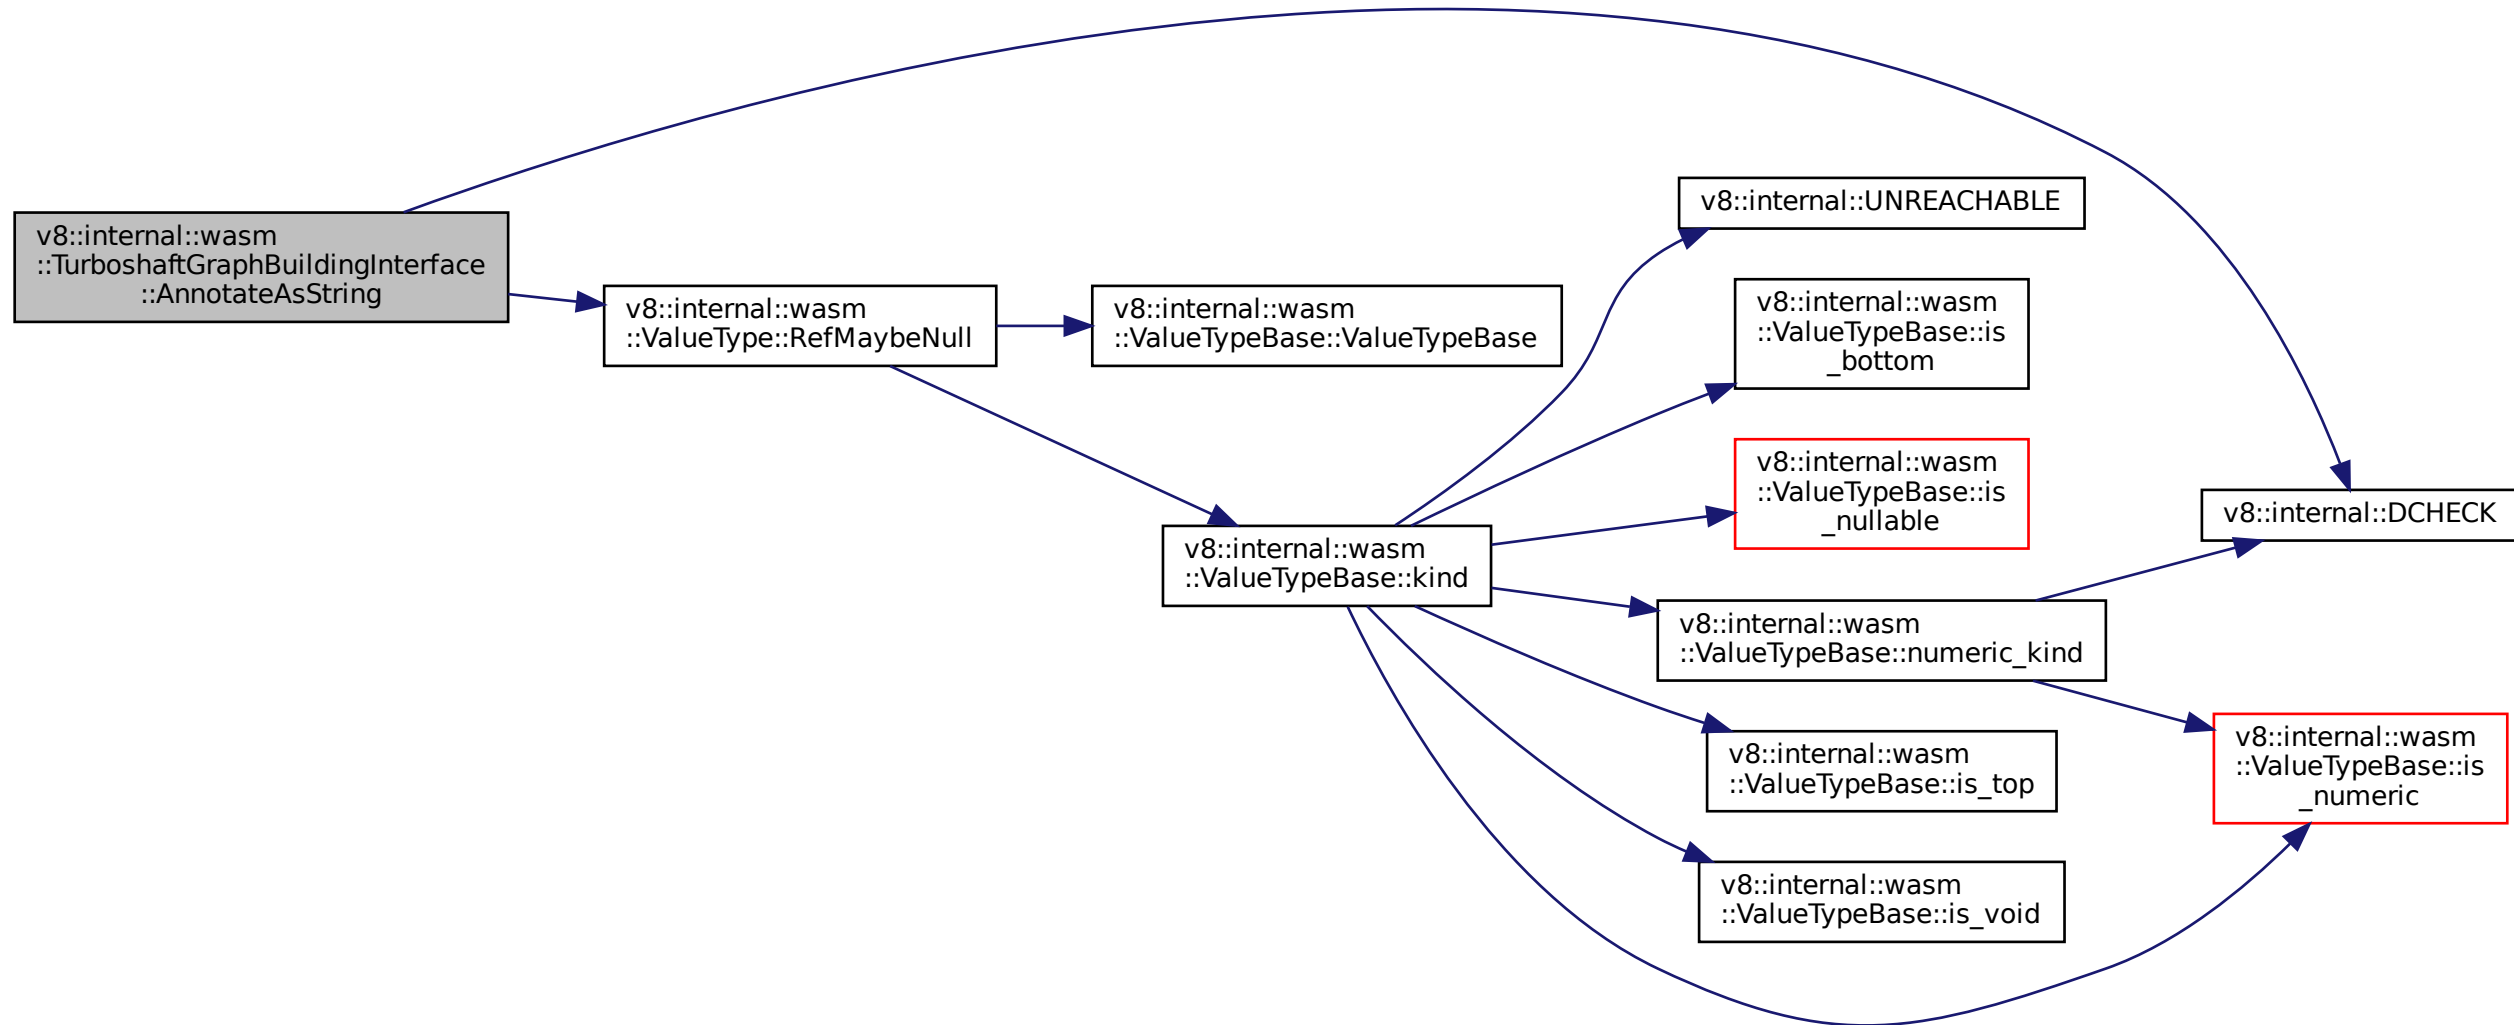 v8::internal::wasm
::TurboshaftGraphBuildingInterface
::AnnotateAsString
v8::internal::wasm
::ValueType::RefMaybeNull
v8::internal::wasm
::ValueTypeBase::ValueTypeBase
v8::internal::wasm
::ValueTypeBase::kind
v8::internal::UNREACHABLE
v8::internal::wasm
::ValueTypeBase::is
_bottom
v8::internal::wasm
::ValueTypeBase::is
_nullable
v8::internal::wasm
::ValueTypeBase::numeric_kind
v8::internal::wasm
::ValueTypeBase::is_top
v8::internal::wasm
::ValueTypeBase::is_void
v8::internal::DCHECK
v8::internal::wasm
::ValueTypeBase::is
_numeric